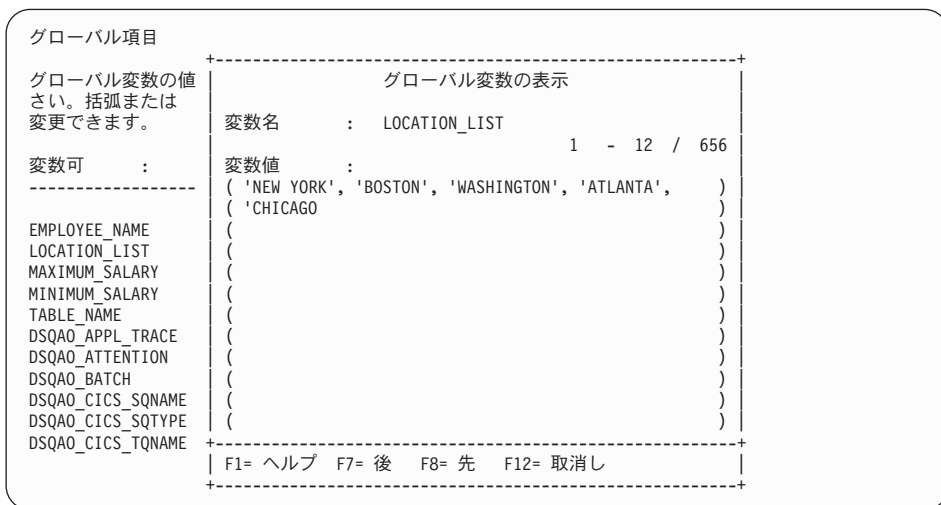 グローバル項目
+--------------------------------------------------------+
グローバル変数の値 | グローバル変数の表示 |
さい。括弧または | |
変更できます。 | 変数名 : LOCATION_LIST |
| 1 - 12 / 656 |
変数可 : | 変数値 : |
------------------ | ( 'NEW YORK', 'BOSTON', 'WASHINGTON', 'ATLANTA', ) |
| ( 'CHICAGO ) |
EMPLOYEE_NAME | ( ) |
LOCATION_LIST | ( ) |
MAXIMUM_SALARY | ( ) |
MINIMUM_SALARY | ( ) |
TABLE_NAME | ( ) |
DSQAO_APPL_TRACE | ( ) |
DSQAO_ATTENTION | ( ) |
DSQAO_BATCH | ( ) |
DSQAO_CICS_SQNAME | ( ) |
DSQAO_CICS_SQTYPE | ( ) |
DSQAO_CICS_TQNAME +--------------------------------------------------------+
| F1= ヘルプ F7= 後 F8= 先 F12= 取消し |
+--------------------------------------------------------+